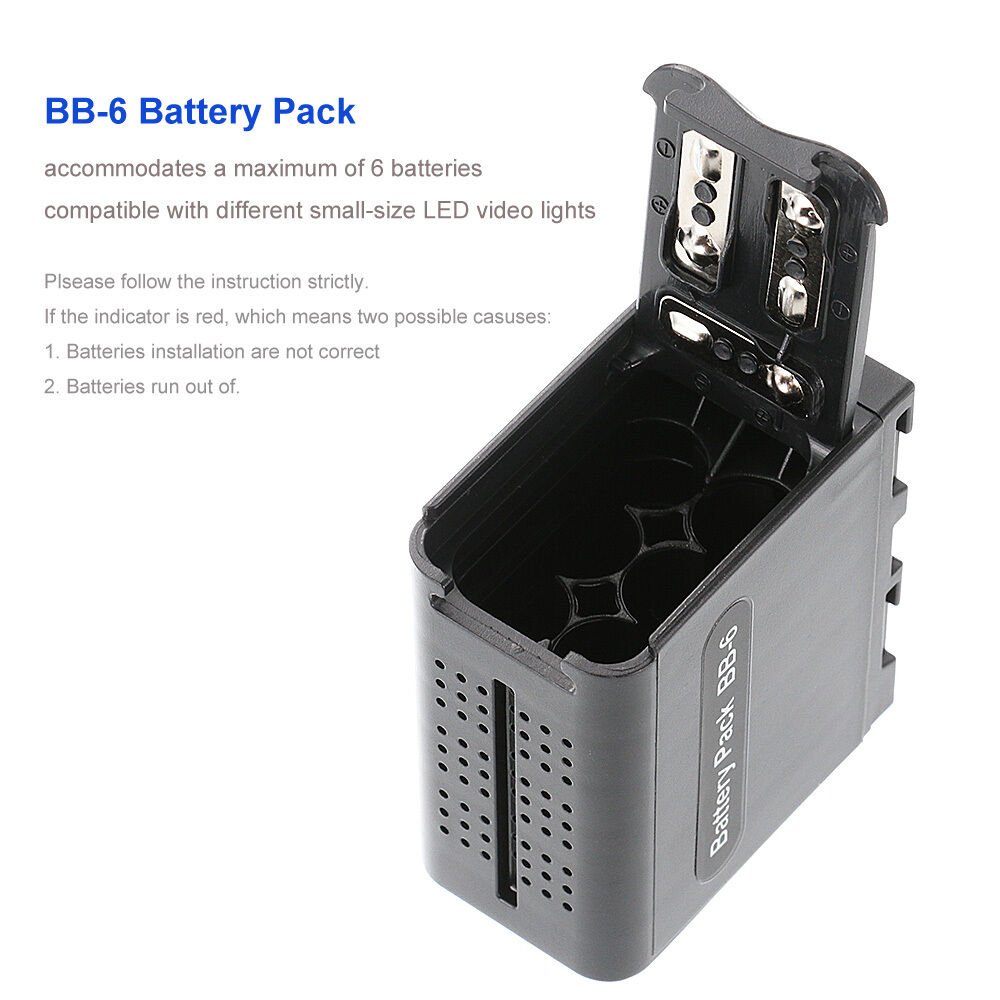 BB-6 Battery Pack
accommodates a maximum of 6 batteries
compatible with different small-size LED video lights
Plsease follow the instruction strictly.
If the indicator is red, which means two possible casuses:
1. Batteries installation are not correct
2. Batteries run out of.
Battery Pack BB-6